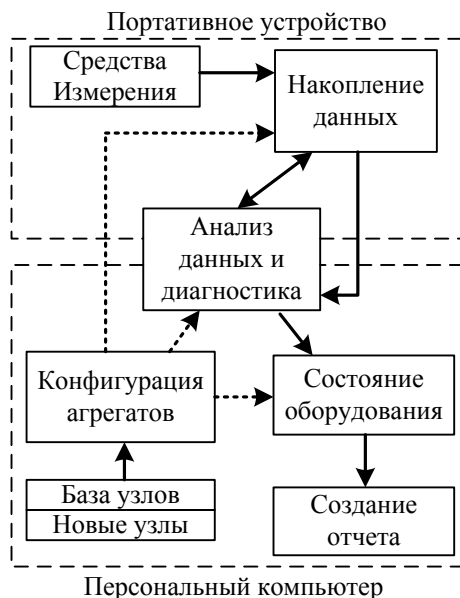 Портативное устройство
Средства
Измерения
Накопление
данных
Анализ
данных и
диагностика
Конфигурация
агрегатов
Состояние
оборудования
База узлов
Новые узлы
Создание
отчета
Персональный компьютер